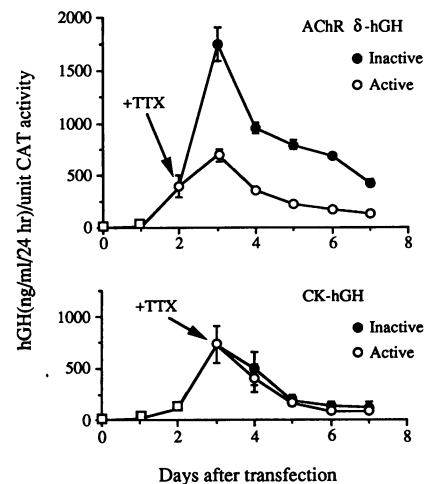 AChR δ-hGH
2000
Inactive
Active
1500
+TTX
1000
500
0
0 2 4 6 8
CK-hGH
+TTX
1000
Inactive
Active
500
0
0 2 4 6 8
hGH(ng/ml/24 hr)/unit CAT activity
Days after transfection